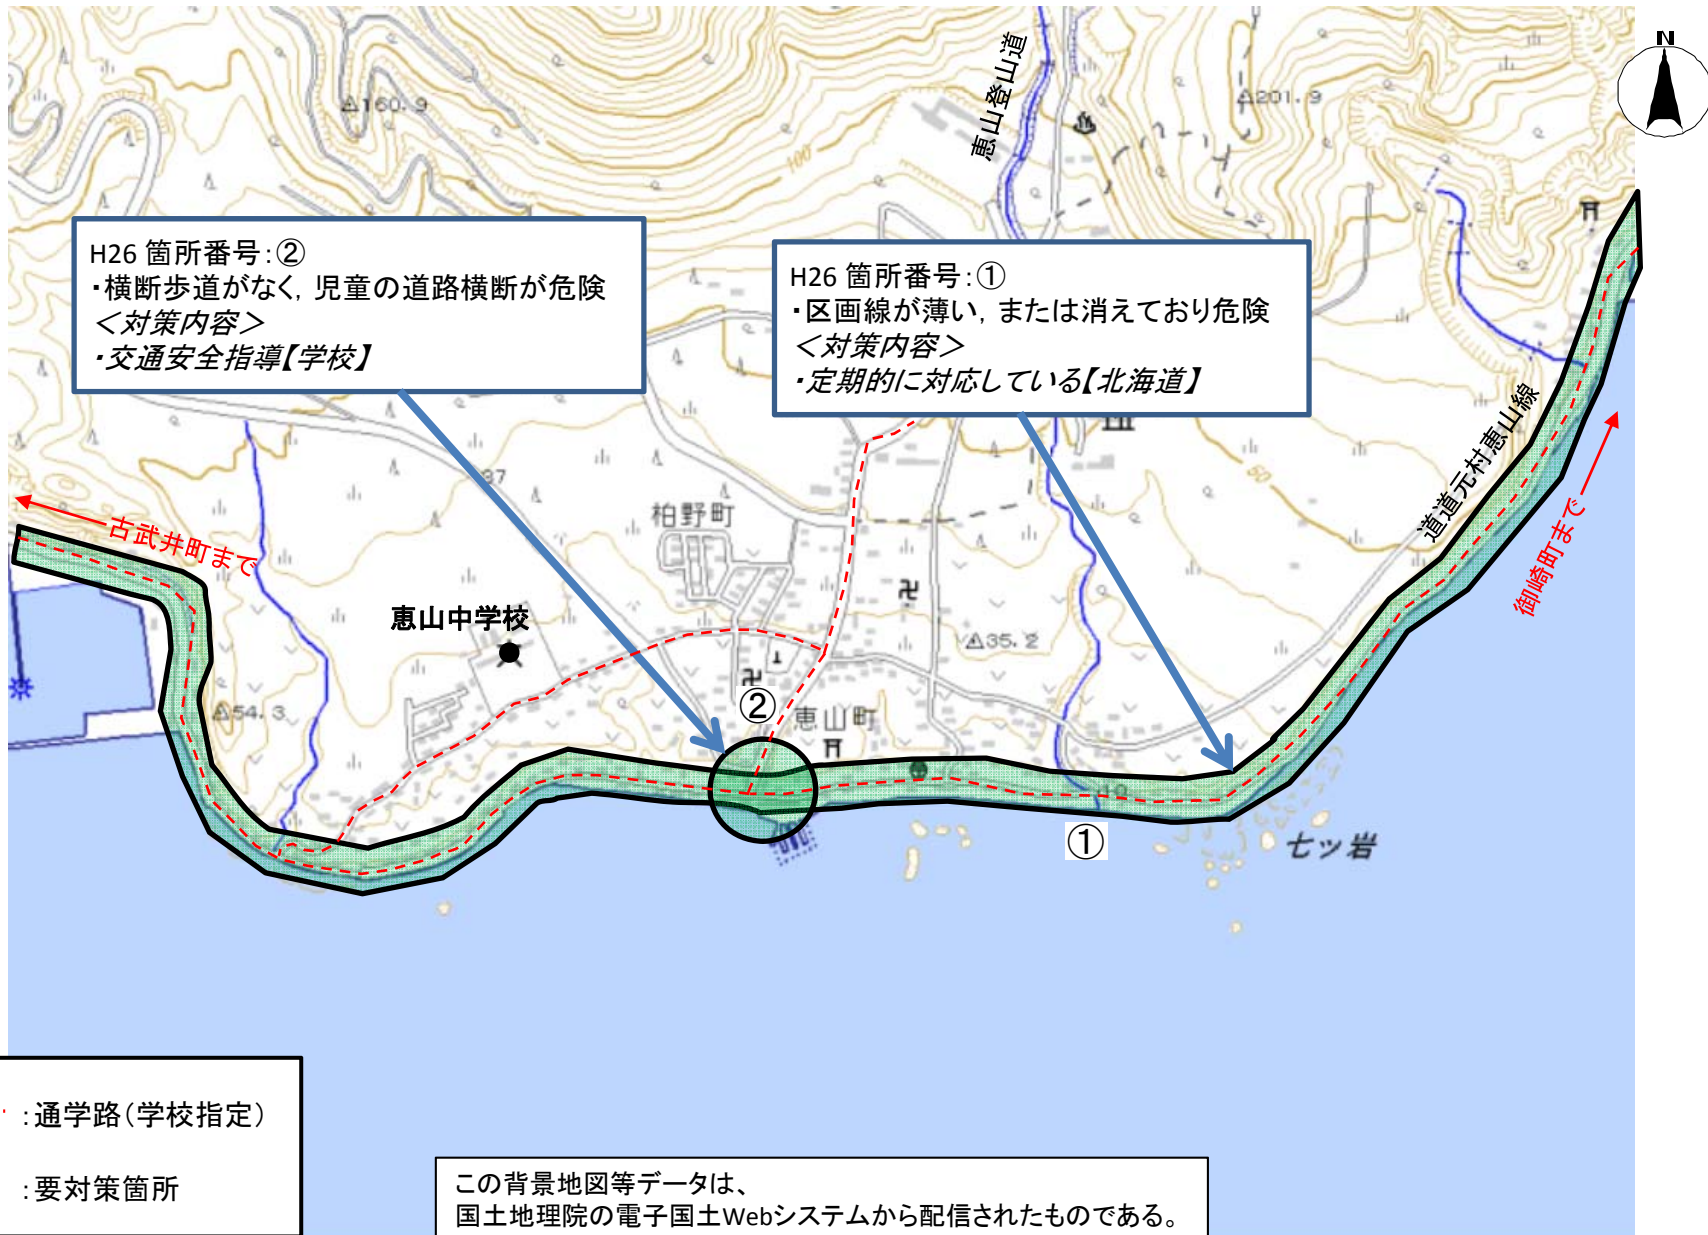 N
恵山登山道
160.9
201.9
100
H26 箇所番号：②
・横断歩道がなく，児童の道路横断が危険
＜対策内容＞
・交通安全指導【学校】
H26 箇所番号：①
・区画線が薄い，または消えており危険
＜対策内容＞
・定期的に対応している【北海道】
道道元村恵山線
御崎町まで
古武井町まで
37
50
柏野町
恵山中学校
35.2
54.3
②
恵山町
10
①
七ッ岩
：通学路（学校指定）
：要対策箇所
この背景地図等データは、
国土地理院の電子国土Webシステムから配信されたものである。